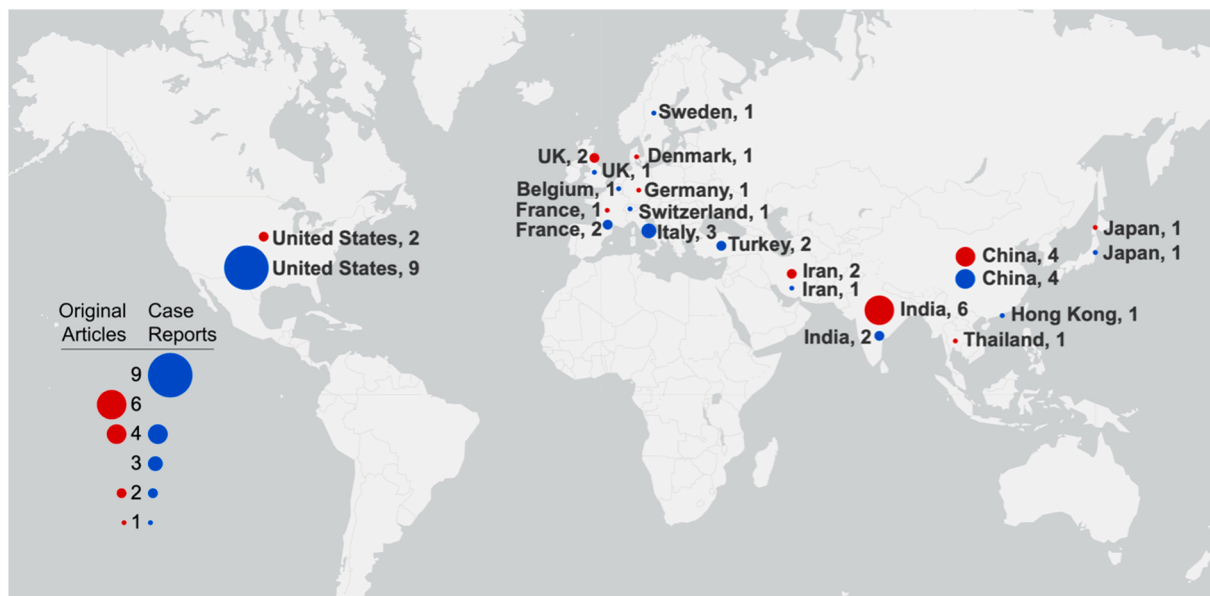 Sweden, 1
UK, 2
Denmark, 1
UK, 1
Belgium, 1
Germany, 1
France, 1
Switzerland, 1
France, 2
Italy, 3
Turkey, 2
United States, 2
United States, 9
Japan, 1
Japan, 1
China, 4
China, 4
Iran, 2
Iran, 1
India, 6
India, 2
Hong Kong, 1
Thailand, 1
Original Case
Articles Reports
9
6
4
3
2
1